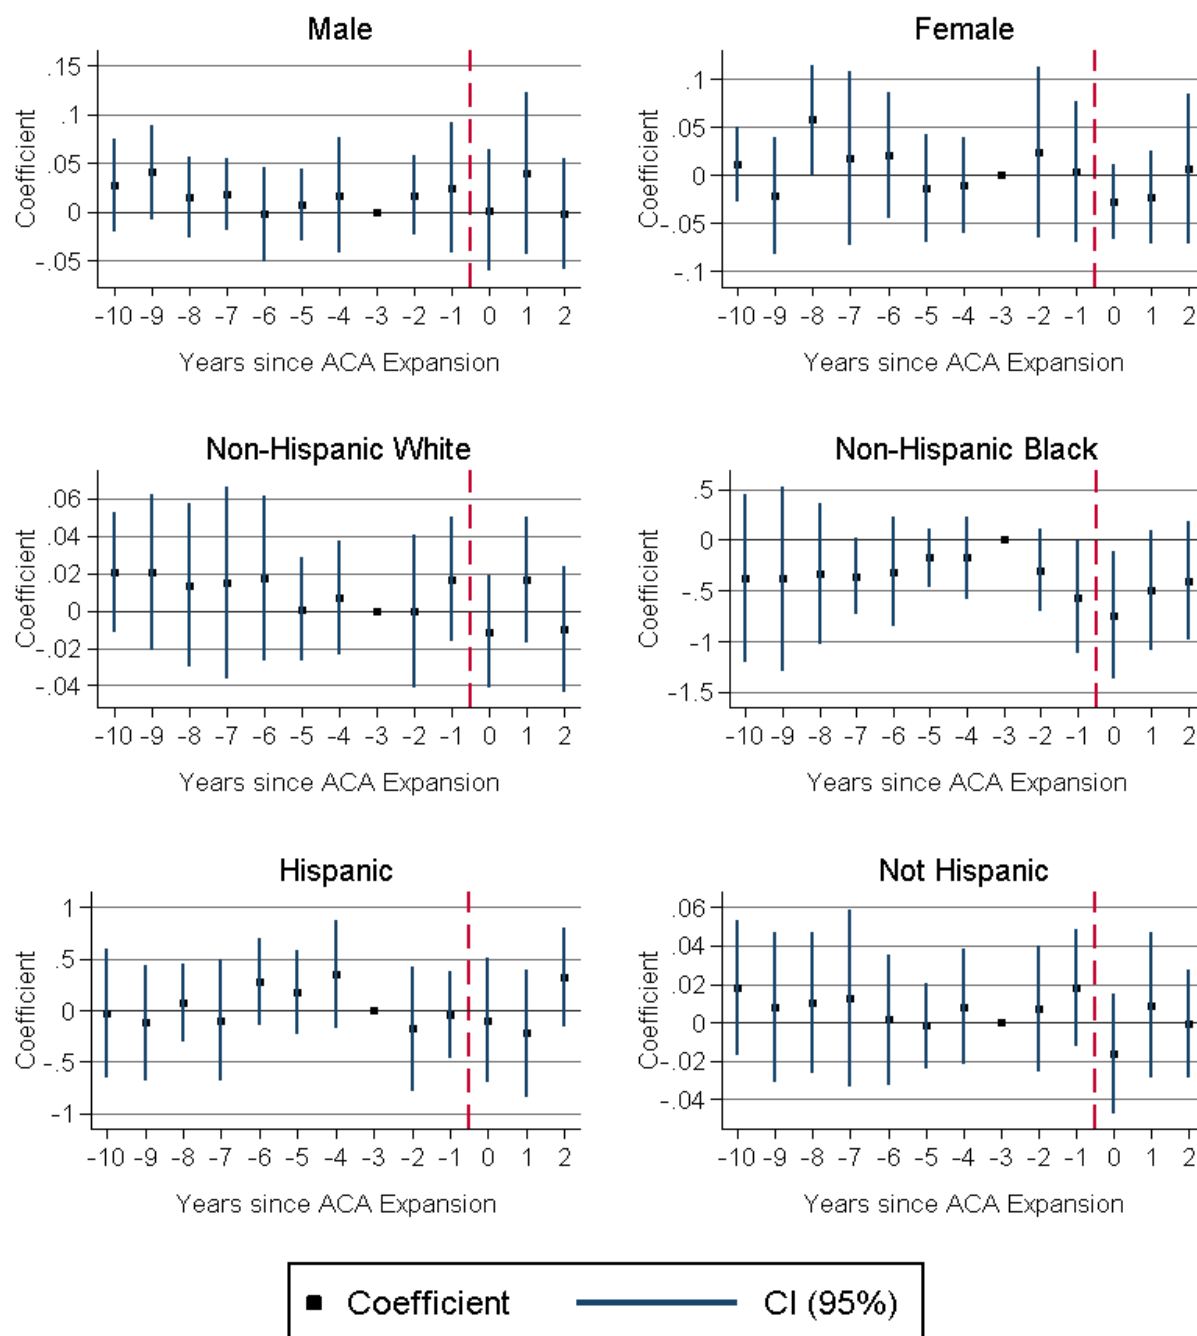 Male
Coefficient
.15
.1
.05
0
-.05
-10 -9 -8 -7 -6 -5 -4 -3 -2 -1 0 1 2
Years since ACA Expansion
Female
Coefficient
.1
.05
0
-.05
-.1
-10 -9 -8 -7 -6 -5 -4 -3 -2 -1 0 1 2
Years since ACA Expansion
Non-Hispanic White
Coefficient
.06
.04
.02
0
-.02
-.04
-10 -9 -8 -7 -6 -5 -4 -3 -2 -1 0 1 2
Years since ACA Expansion
Non-Hispanic Black
Coefficient
.5
0
-.5
-1
-1.5
-10 -9 -8 -7 -6 -5 -4 -3 -2 -1 0 1 2
Years since ACA Expansion
Hispanic
Coefficient
1
.5
0
-.5
-1
-10 -9 -8 -7 -6 -5 -4 -3 -2 -1 0 1 2
Years since ACA Expansion
Not Hispanic
Coefficient
.06
.04
.02
0
-.02
-.04
-10 -9 -8 -7 -6 -5 -4 -3 -2 -1 0 1 2
Years since ACA Expansion
Coefficient CI (95%)